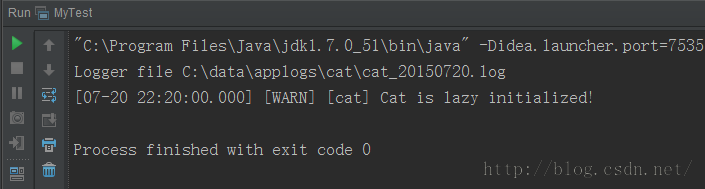 Run MyTest
"C:\Program Files\Java\jdk1.7.0_51\bin\java" -Didea.launcher.port=7535
Logger file C:\data\applogs\cat\cat_20150720.log
[07-20 22:20:00.000] [WARN] [cat] Cat is lazy initialized!
Process finished with exit code 0
http://blog.csdn.net/